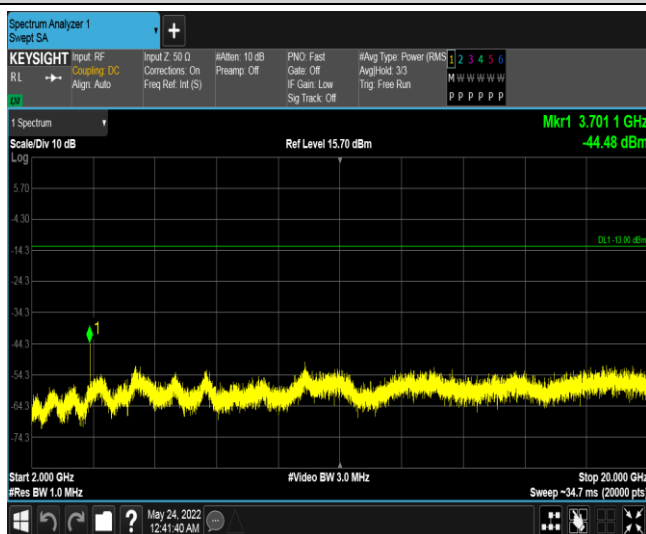 Spectrum Analyzer 1
Swept SA
+
KEYSIGHT
RL
Input: RF
Coupling: DC
Align: Auto
Input Z: 50 Ω
Corrections: On
Freq Ref: Int (S)
#Atten: 10 dB
Preamp: Off
PNO: Fast
Gate: Off
IF Gain: Low
Sig Track: Off
#Avg Type: Power (RMS
Avg|Hold: 3/3
Trig: Free Run
1 2 3 4 5 6
M W W W W W
P P P P P P
1 Spectrum
Scale/Div 10 dB
Ref Level 15.70 dBm
Mkr1 3.701 1 GHz
-44.48 dBm
Log
5.70
-4.30
-14.3
-24.3
-34.3
-44.3
-54.3
-64.3
-74.3
DL1 -13.00 dBm
1
Start 2.000 GHz
#Video BW 3.0 MHz
Stop 20.000 GHz
#Res BW 1.0 MHz
Sweep ~34.7 ms (20000 pts)
?
May 24, 2022
12:41:40 AM